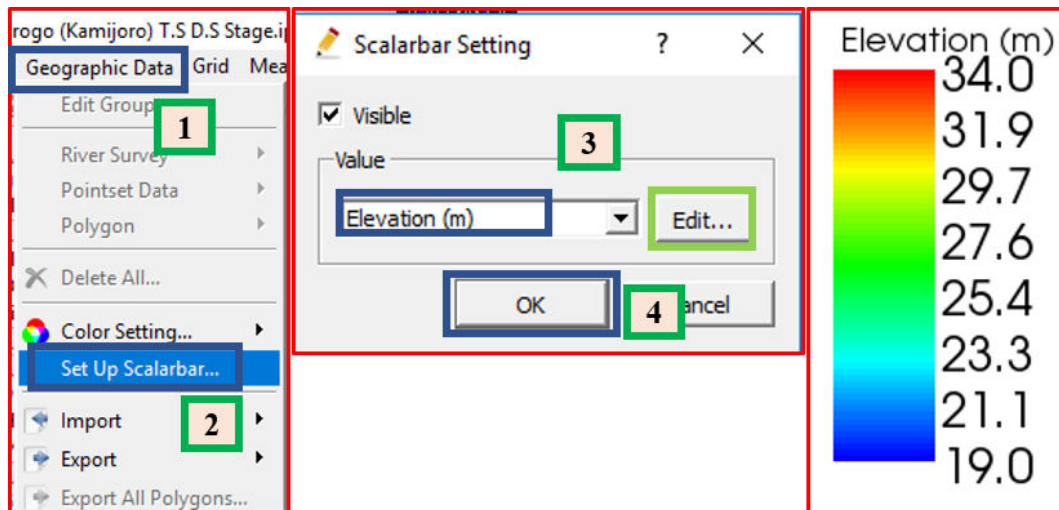 rogo (Kamijoro) T.S D.S Stage.i
Geographic Data Grid Mea
Edit Group
1
River Survey
Pointset Data
Polygon
Delete All...
Color Setting...
Set Up Scalarbar...
Import
2
Export
Export All Polygons...
Scalarbar Setting ? ×
Visible
3
Value
Elevation (m)
Edit...
OK
4
ancel
Elevation (m)
34.0
31.9
29.7
27.6
25.4
23.3
21.1
19.0